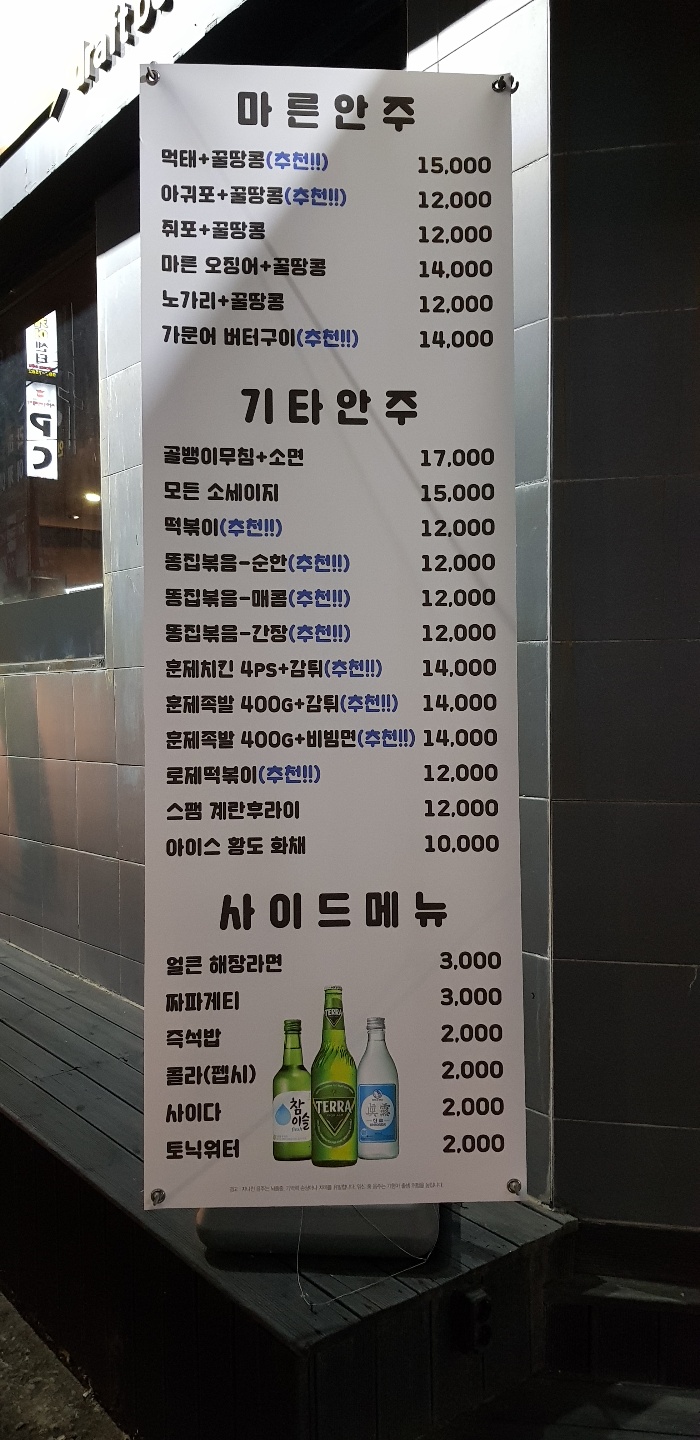 draft
마른안주
먹태+꿀땅콩(추천!!) 15,000
아귀포+꿀땅콩(추천!!) 12,000
쥐포+꿀땅콩 12,000
마른 오징어+꿀땅콩 14,000
노가리+꿀땅콩 12,000
가문어 버터구이(추천!!) 14,000
기타안주
골뱅이무침+소면 17,000
모든 소세이지 15,000
떡볶이(추천!!) 12,000
똥집볶음-순한(추천!!) 12,000
똥집볶음-매콤(추천!!) 12,000
똥집볶음-간장(추천!!) 12,000
훈제치킨 4PS+감튀(추천!!) 14,000
훈제족발 400G+감튀(추천!!) 14,000
훈제족발 400G+비빔면(추천!!) 14,000
로제떡볶이(추천!!) 12,000
스팸 계란후라이 12,000
아이스 황도 화채 10,000
사이드메뉴
얼큰 해장라면 3,000
짜파게티 3,000
즉석밥 2,000
콜라(펩시) 2,000
사이다 2,000
토닉워터 2,000
참이슬
TERRA
TERRA
眞露
PC